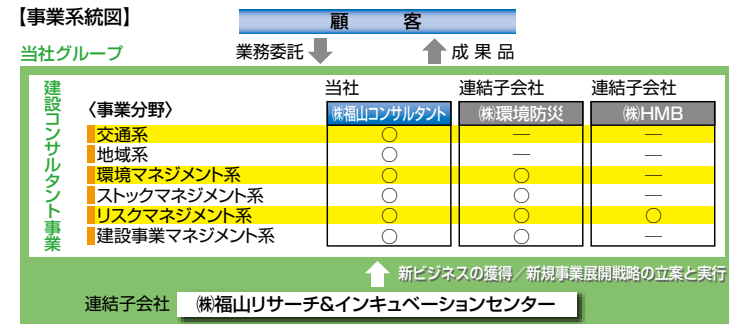 【事業系統図】
顧 客
当社グループ
業務委託
成果品
建設コンサルタント事業
当社 連結子会社 連結子会社
〈事業分野〉 ㈱福山コンサルタント ㈱環境防災 ㈱HMB
交通系 ○ ― ―
地域系 ○ ― ―
環境マネジメント系 ○ ○ ―
ストックマネジメント系 ○ ○ ―
リスクマネジメント系 ○ ○ ○
建設事業マネジメント系 ○ ○ ―
新ビジネスの獲得／新規事業展開戦略の立案と実行
連結子会社 ㈱福山リサーチ&インキュベーションセンター